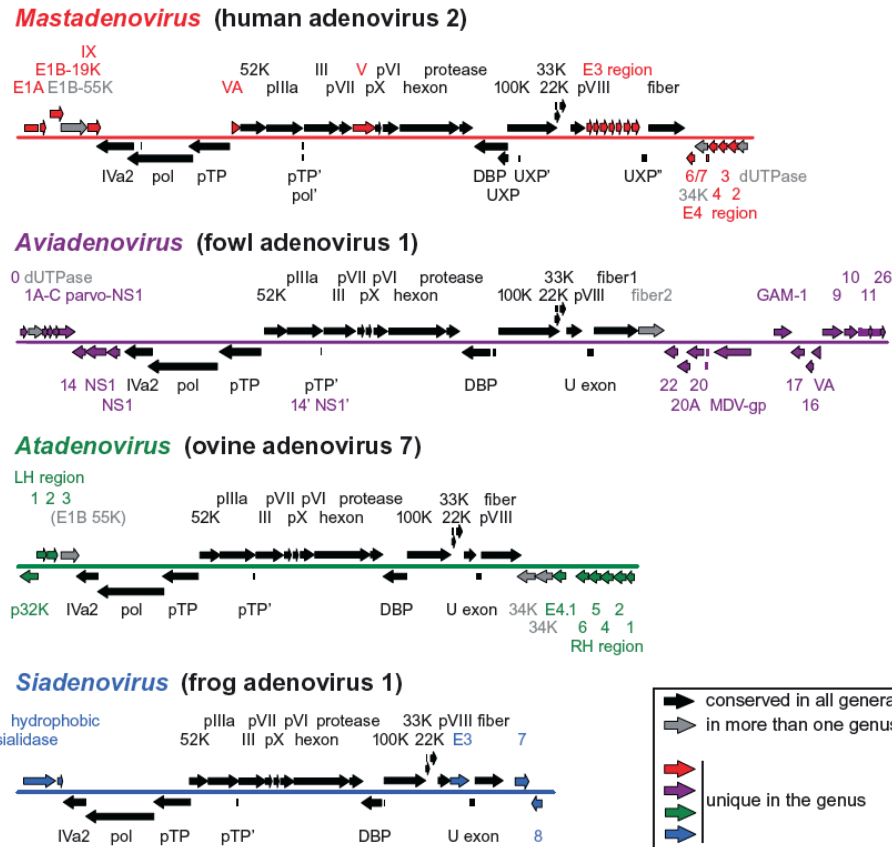 Mastadenovirus (human adenovirus 2)
IX
E1B-19K
E1A E1B-55K
52K III V pVI protease 33K E3 region
VA pIIIa pVII pX hexon 100K 22K pVIII fiber
IVa2 pol pTP pTP' DBP UXP' UXP" 6/7 3 dUTPase
pol' UXP 34K 4 2
E4 region
Aviadenovirus (fowl adenovirus 1)
0 dUTPase pIIIa pVII pVI protease 33K fiber1 10 26
1A-C parvo-NS1 52K III pX hexon 100K 22K pVIII fiber2 GAM-1 9 11
14 NS1 IVa2 pol pTP pTP' DBP U exon 22 20 17 VA
NS1 14' NS1' 20A MDV-gp 16
Atadenovirus (ovine adenovirus 7)
LH region
1 2 3 pIIIa pVII pVI protease 33K fiber
(E1B 55K) 52K III pX hexon 100K 22K pVIII
p32K IVa2 pol pTP pTP' DBP U exon 34K E4.1 5 2
34K 6 4 1
RH region
Siadenovirus (frog adenovirus 1)
hydrophobic pIIIa pVII pVI protease 33K pVIII fiber
sialidase 52K III pX hexon 100K 22K E3 7
IVa2 pol pTP pTP' DBP U exon 8
conserved in all genera
in more than one genus
unique in the genus